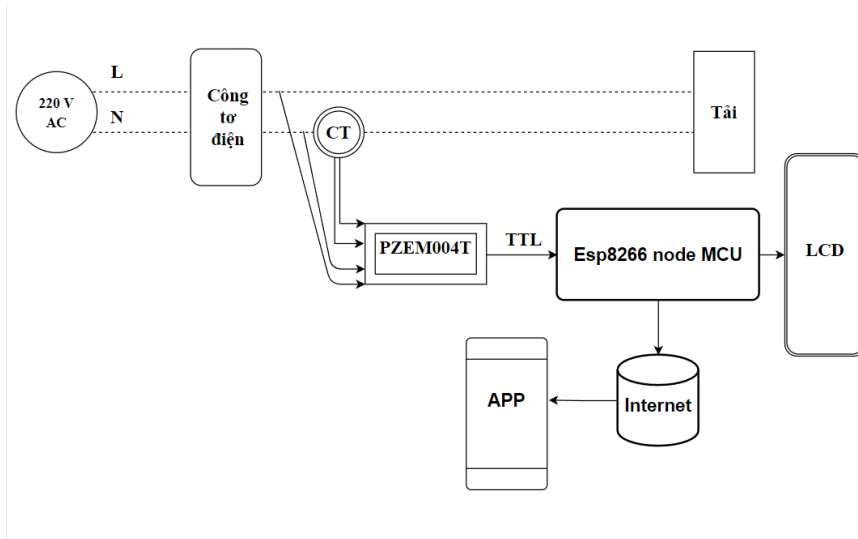 220 V
AC
L
N
Công
tơ
điện
CT
Tải
PZEM004T
TTL
Esp8266 node MCU
LCD
APP
Internet